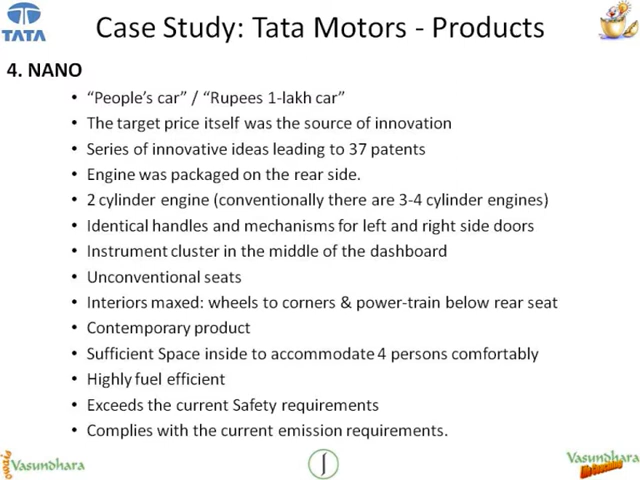 Case Study: Tata Motors - Products
TATA
4. NANO
• “People’s car” / “Rupees 1-lakh car”
• The target price itself was the source of innovation
• Series of innovative ideas leading to 37 patents
• Engine was packaged on the rear side.
• 2 cylinder engine (conventionally there are 3-4 cylinder engines)
• Identical handles and mechanisms for left and right side doors
• Instrument cluster in the middle of the dashboard
• Unconventional seats
• Interiors maxed: wheels to corners & power-train below rear seat
• Contemporary product
• Sufficient Space inside to accommodate 4 persons comfortably
• Highly fuel efficient
• Exceeds the current Safety requirements
• Complies with the current emission requirements.
Vasundhara
Vasundhara